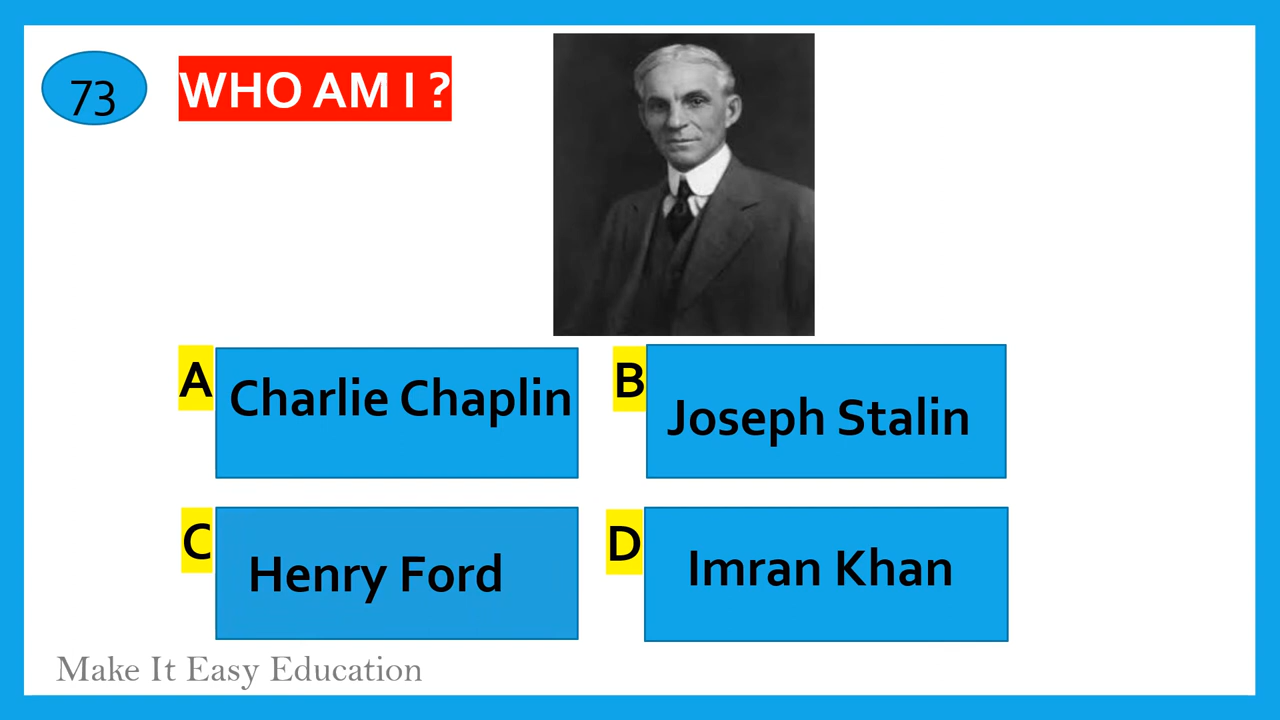 73
WHO AM I ?
A
Charlie Chaplin
B
Joseph Stalin
C
Henry Ford
D
Imran Khan
Make It Easy Education